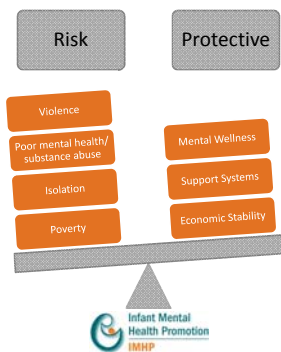 Risk
Protective
Violence
Poor mental health/
substance abuse
Isolation
Poverty
Mental Wellness
Support Systems
Economic Stability
Infant Mental
Health Promotion
IMHP